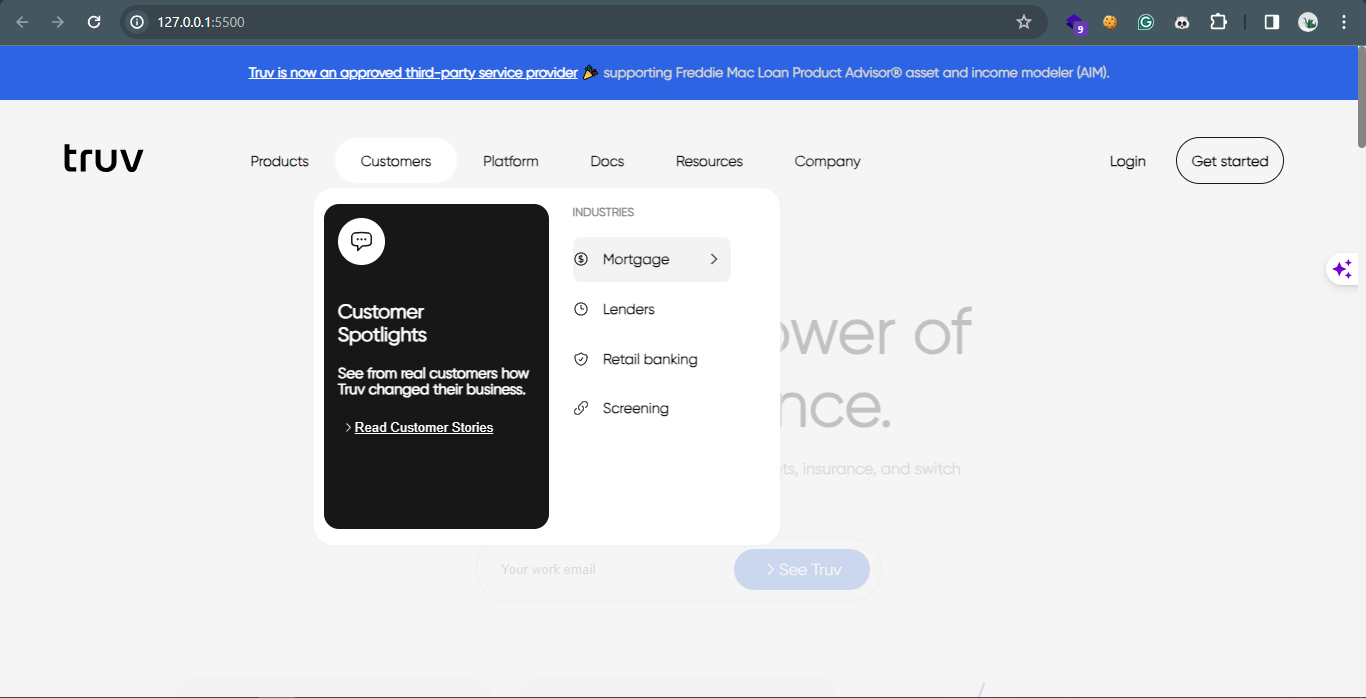 127.0.0.1:5500
9
Truv is now an approved third-party service provider 🎉 supporting Freddie Mac Loan Product Advisor® asset and income modeler (AIM).
truv
Products
Customers
Platform
Docs
Resources
Company
Login
Get started
Customer
Spotlights
See from real customers how
Truv changed their business.
Read Customer Stories
INDUSTRIES
Mortgage
Lenders
Retail banking
Screening
ower of
nce.
ts, insurance, and switch
Your work email
See Truv